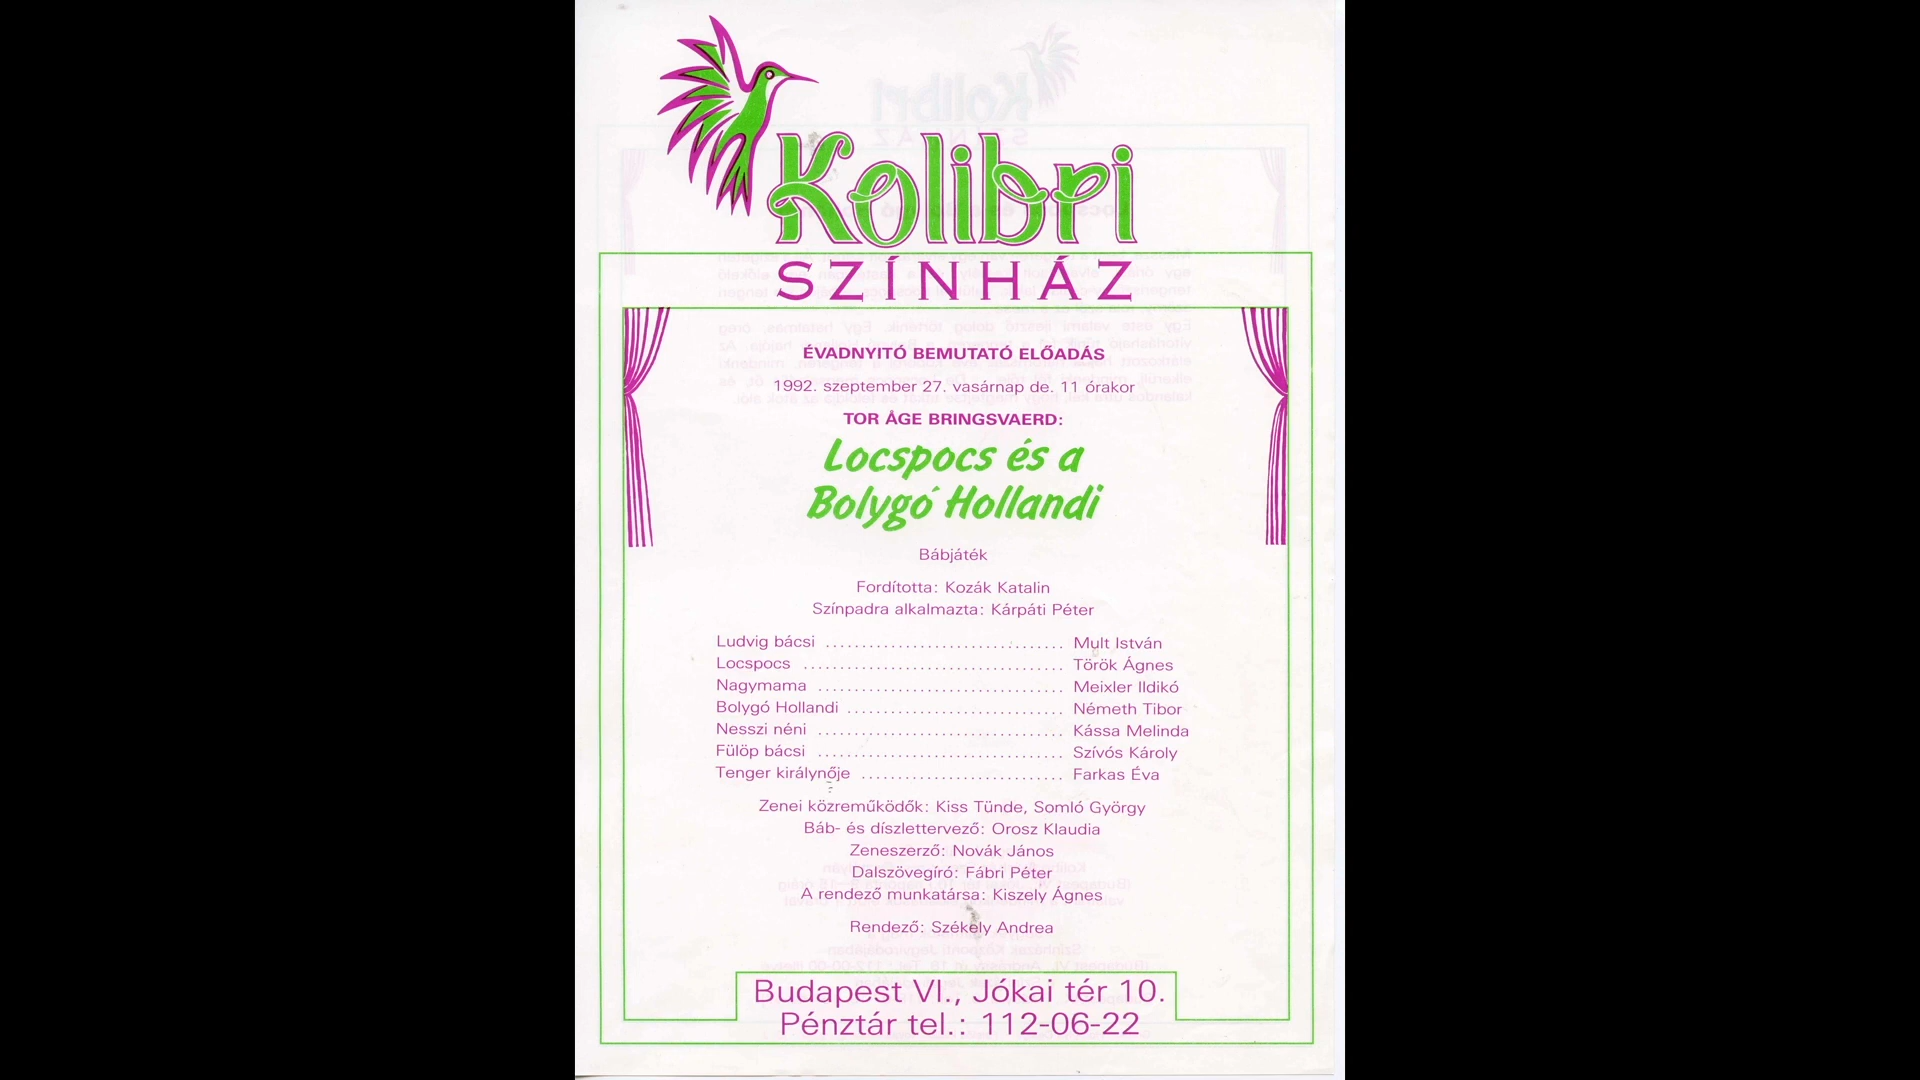 Kolibri
SZÍNHÁZ
ÉVADNYITÓ BEMUTATÓ ELŐADÁS
1992. szeptember 27. vasárnap de. 11 órakor
TOR ÅGE BRINGSVAERD:
Locspocs és a
Bolygó Hollandi
Bábjáték
Fordította: Kozák Katalin
Színpadra alkalmazta: Kárpáti Péter
Ludvig bácsi ................................ Mult István
Locspocs ................................... Török Ágnes
Nagymama ................................. Meixler Ildikó
Bolygó Hollandi ............................. Németh Tibor
Nesszi néni ................................. Kássa Melinda
Fülöp bácsi ................................. Szívós Károly
Tenger királynője ........................... Farkas Éva
Zenei közreműködők: Kiss Tünde, Somló György
Báb- és díszlettervező: Orosz Klaudia
Zeneszerző: Novák János
Dalszövegíró: Fábri Péter
A rendező munkatársa: Kiszely Ágnes
Rendező: Székely Andrea
Budapest VI., Jókai tér 10.
Pénztár tel.: 112-06-22